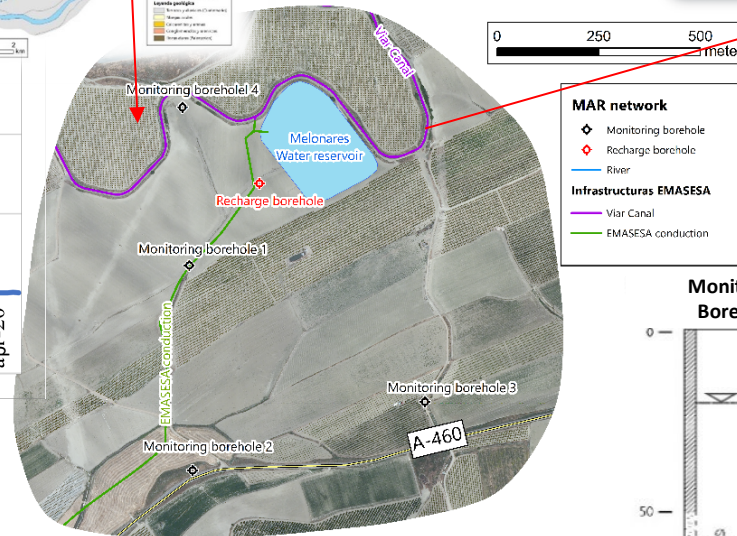 Leyenda geológica
2
km
0
250
500
mete
Viar Canal
Monitoring borehole 4
Melonares
Water reservoir
Recharge borehole
Monitoring borehole 1
EMASESA conduction
Monitoring borehole 3
Monitoring borehole 2
A-460
MAR network
Monitoring borehole
Recharge borehole
River
Infrastructuras EMASESA
Viar Canal
EMASESA conduction
apr-20
Monit
Bore
0
50